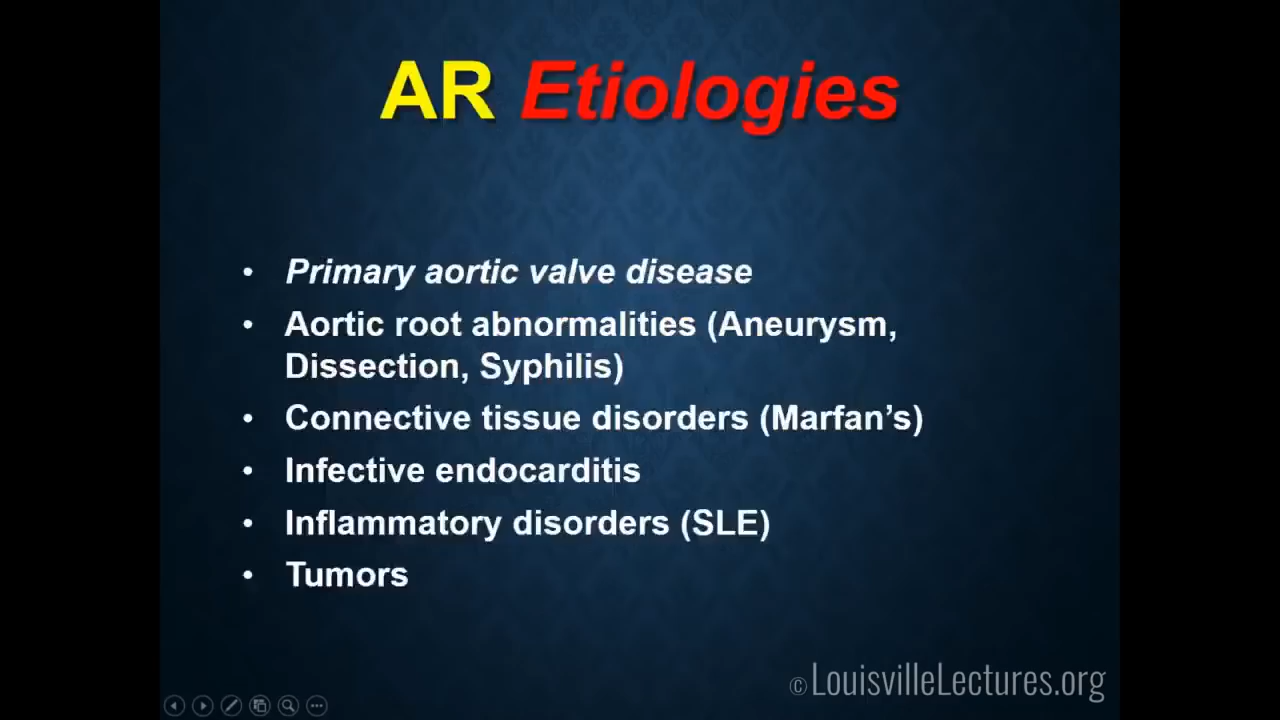 AR Etiologies
• Primary aortic valve disease
• Aortic root abnormalities (Aneurysm,
Dissection, Syphilis)
• Connective tissue disorders (Marfan’s)
• Infective endocarditis
• Inflammatory disorders (SLE)
• Tumors
© LouisvilleLectures.org